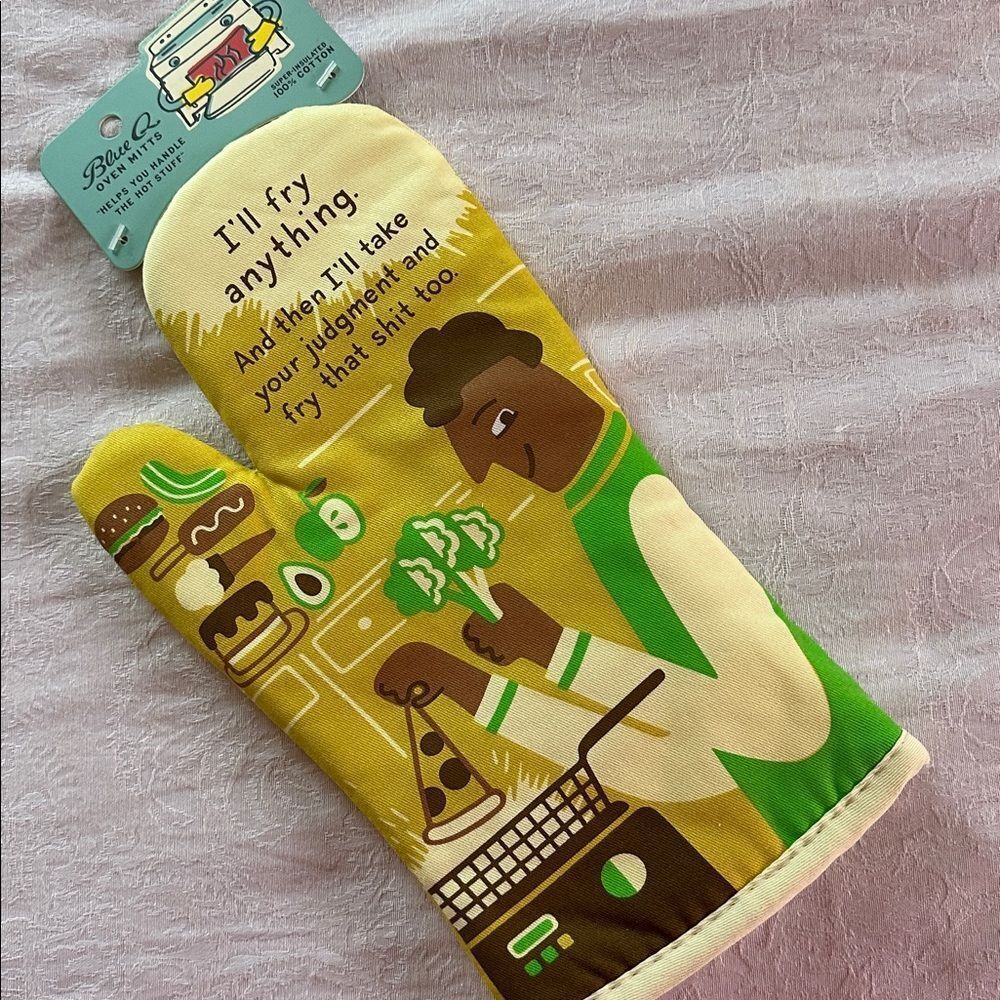 Blue Q
OVEN MITTS
"HELPS YOU HANDLE
THE HOT STUFF"
SUPER-INSULATED
100% COTTON
I'll fry
anything.
And then I'll take
your judgment and
fry that shit too.